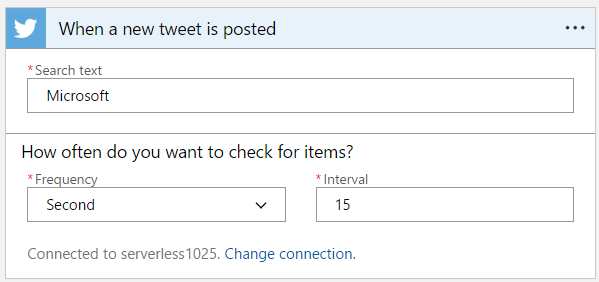 When a new tweet is posted
*Search text
Microsoft
How often do you want to check for items?
*Frequency *Interval
Second 15
Connected to serverless1025. Change connection.